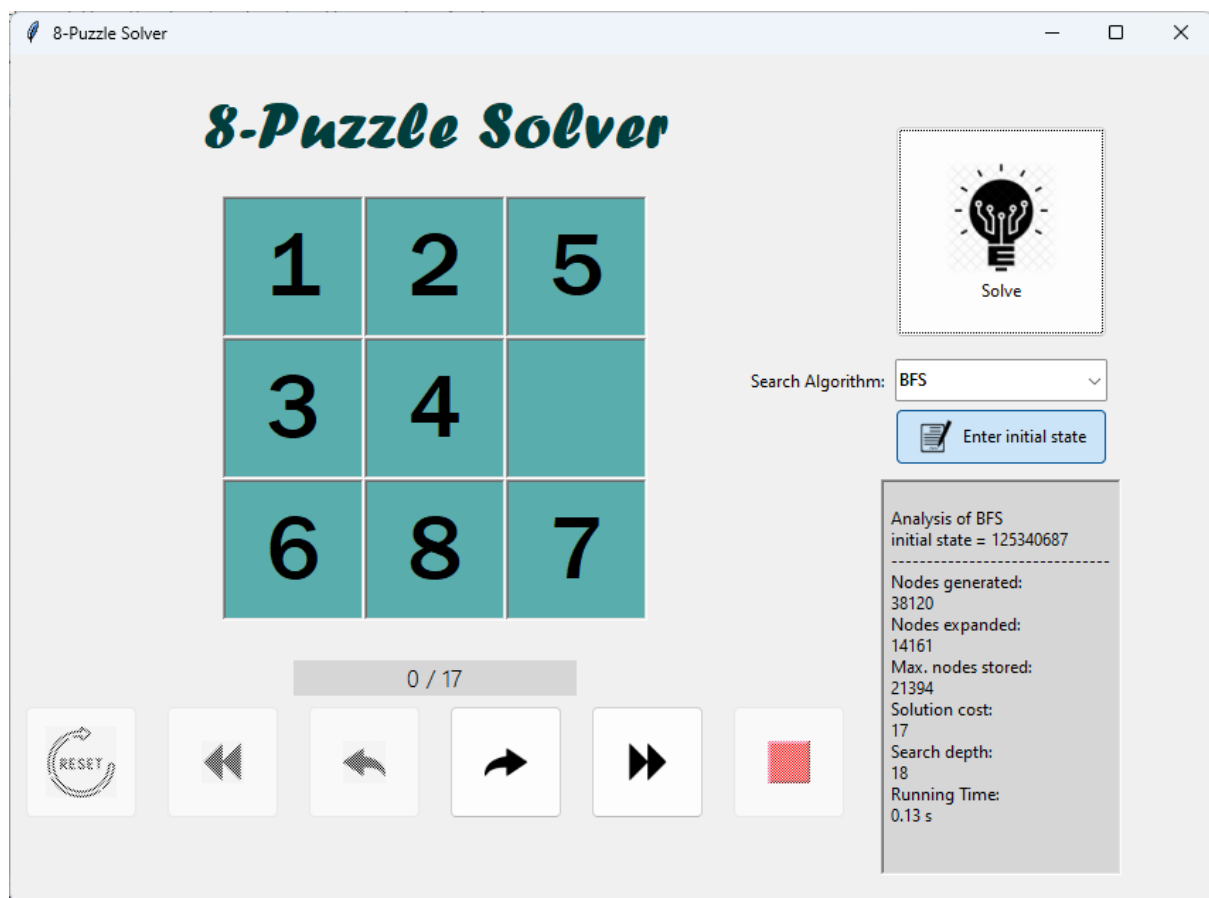 8-Puzzle Solver
8-Puzzle Solver
1 2 5
3 4
6 8 7
0 / 17
RESET
Solve
Search Algorithm: BFS
Enter initial state
Analysis of BFS
initial state = 125340687
-------------------------------
Nodes generated:
38120
Nodes expanded:
14161
Max. nodes stored:
21394
Solution cost:
17
Search depth:
18
Running Time:
0.13 s